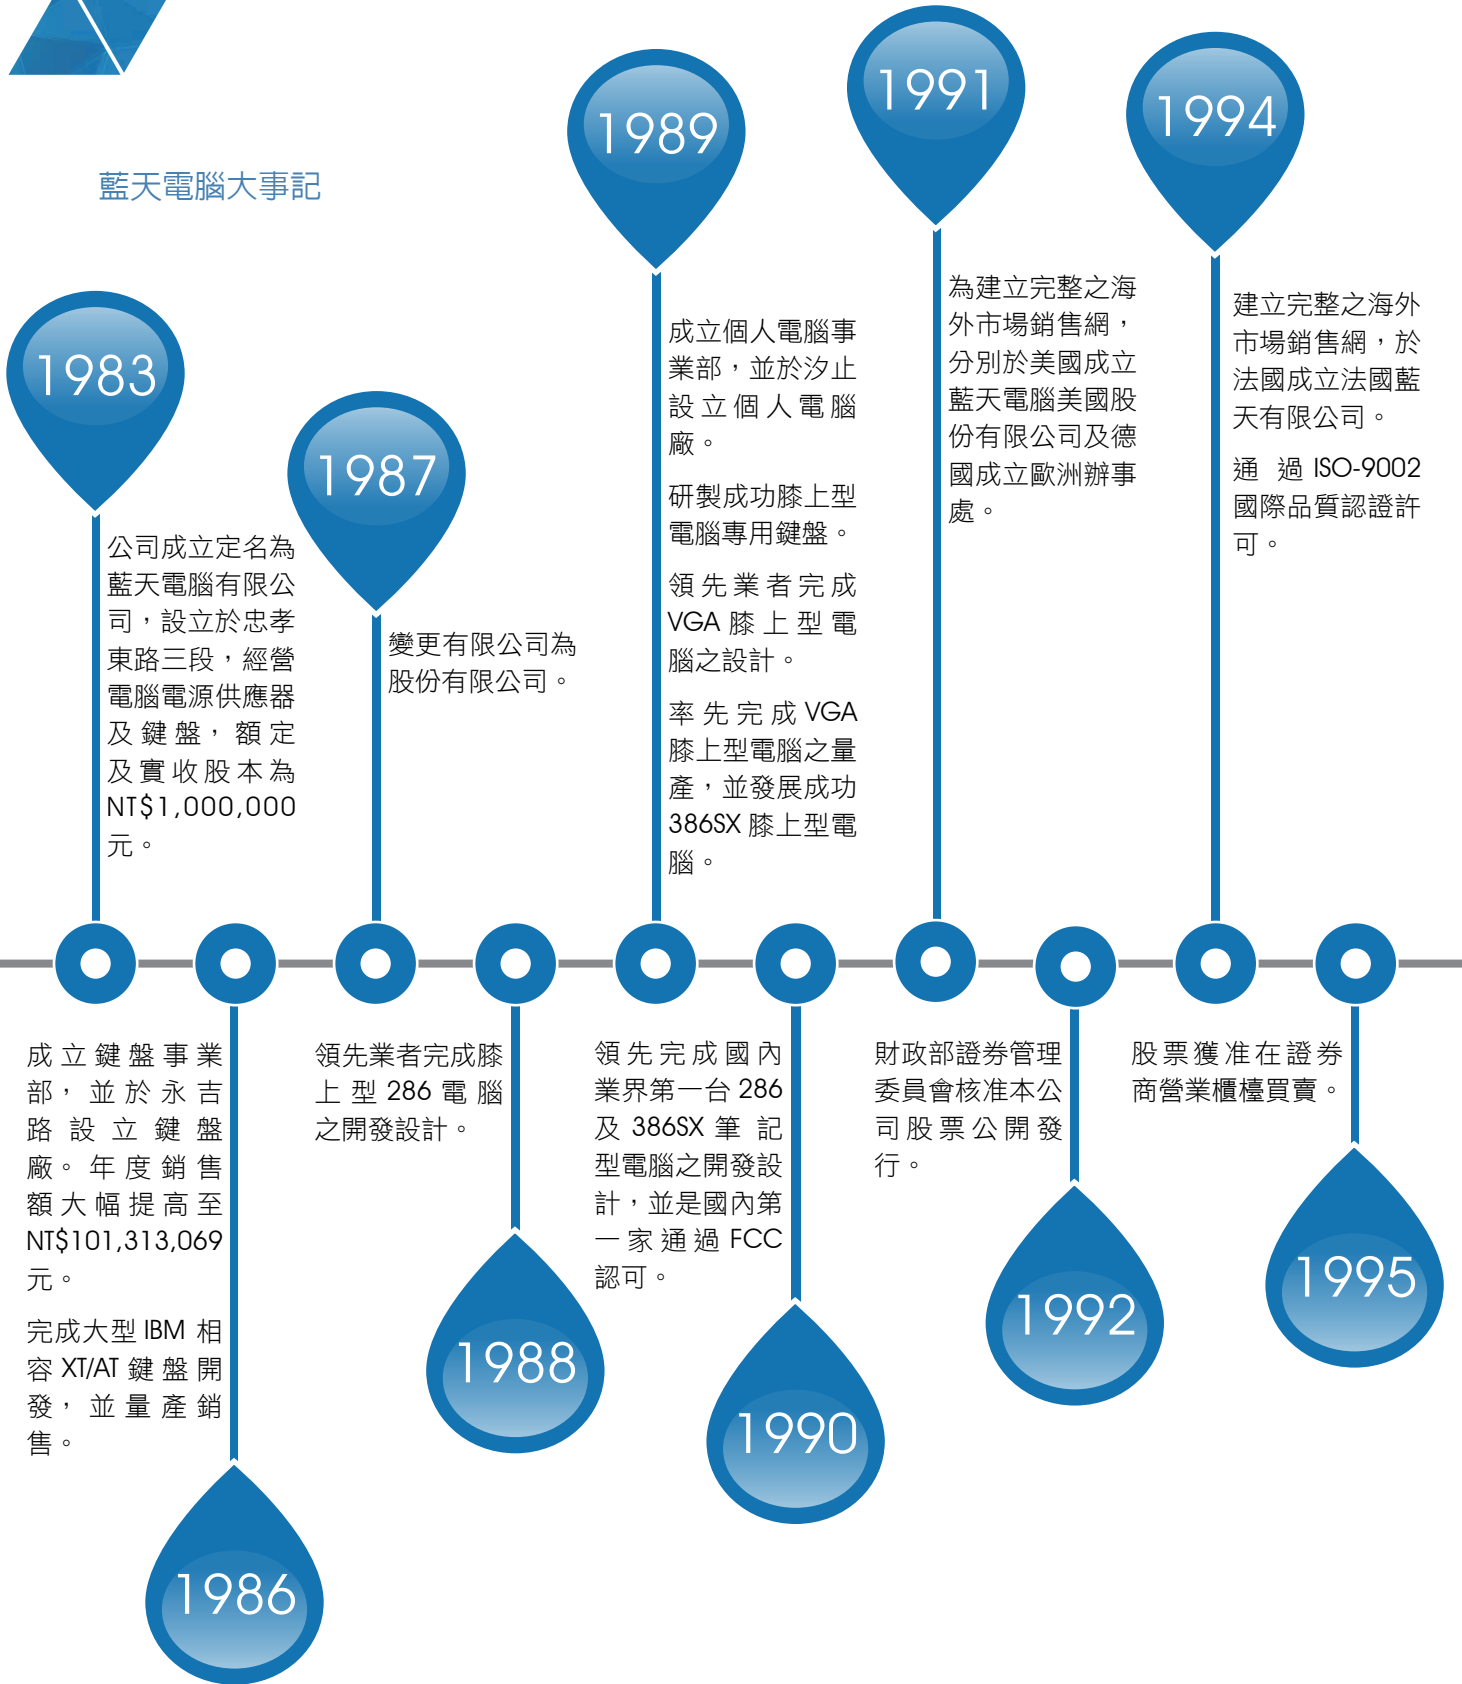 藍天電腦大事記
1983
公司成立定名為
藍天電腦有限公
司，設立於忠孝
東路三段，經營
電腦電源供應器
及鍵盤，額定
及實收股本為
NT$1,000,000
元。
1986
成立鍵盤事業
部，並於永吉
路設立鍵盤
廠。年度銷售
額大幅提高至
NT$101,313,069
元。
完成大型 IBM 相
容 XT/AT 鍵盤開
發，並量產銷
售。
1987
變更有限公司為
股份有限公司。
1988
領先業者完成膝
上型 286 電腦
之開發設計。
1989
成立個人電腦事
業部，並於汐止
設立個人電腦
廠。
研製成功膝上型
電腦專用鍵盤。
領先業者完成
VGA 膝上型電
腦之設計。
率先完成 VGA
膝上型電腦之量
產，並發展成功
386SX 膝上型電
腦。
1990
領先完成國內
業界第一台 286
及 386SX 筆記
型電腦之開發設
計，並是國內第
一家通過 FCC
認可。
1991
為建立完整之海
外市場銷售網，
分別於美國成立
藍天電腦美國股
份有限公司及德
國成立歐洲辦事
處。
1992
財政部證券管理
委員會核准本公
司股票公開發
行。
1994
建立完整之海外
市場銷售網，於
法國成立法國藍
天有限公司。
通過 ISO-9002
國際品質認證許
可。
1995
股票獲准在證券
商營業櫃檯買賣。